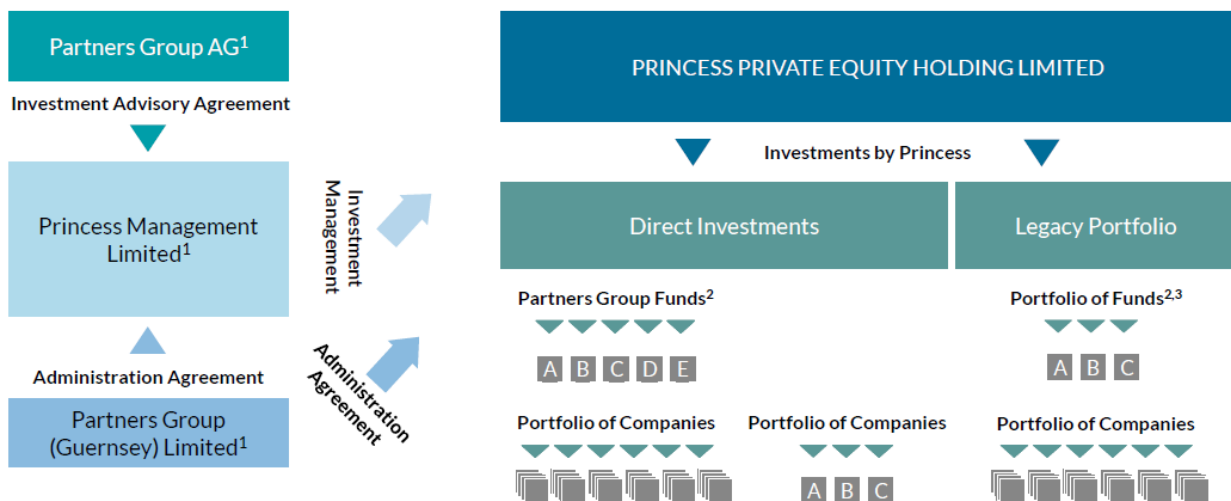 Partners Group AG1
Investment Advisory Agreement
Princess Management
Limited1
Administration Agreement
Partners Group
(Guernsey) Limited1
Investment
Management
Administration
Agreement
PRINCESS PRIVATE EQUITY HOLDING LIMITED
Investments by Princess
Direct Investments
Legacy Portfolio
Partners Group Funds2
A B C D E
Portfolio of Funds2,3
A B C
Portfolio of Companies
Portfolio of Companies
A B C
Portfolio of Companies